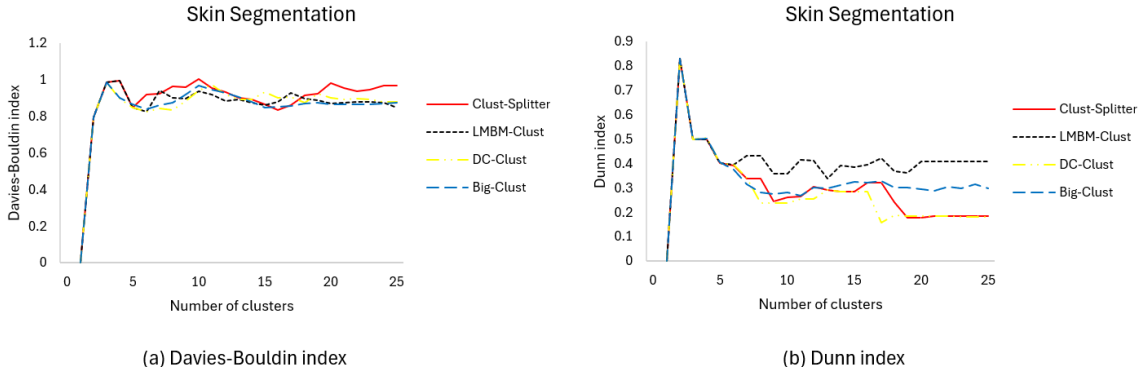 Skin Segmentation
1.2
1
0.8
0.6
0.4
0.2
0
0 5 10 15 20 25
Davies-Bouldin index
Number of clusters
Clust-Splitter
LMBM-Clust
DC-Clust
Big-Clust
(a) Davies-Bouldin index
Skin Segmentation
0.9
0.8
0.7
0.6
0.5
0.4
0.3
0.2
0.1
0
0 5 10 15 20 25
Dunn index
Number of clusters
Clust-Splitter
LMBM-Clust
DC-Clust
Big-Clust
(b) Dunn index